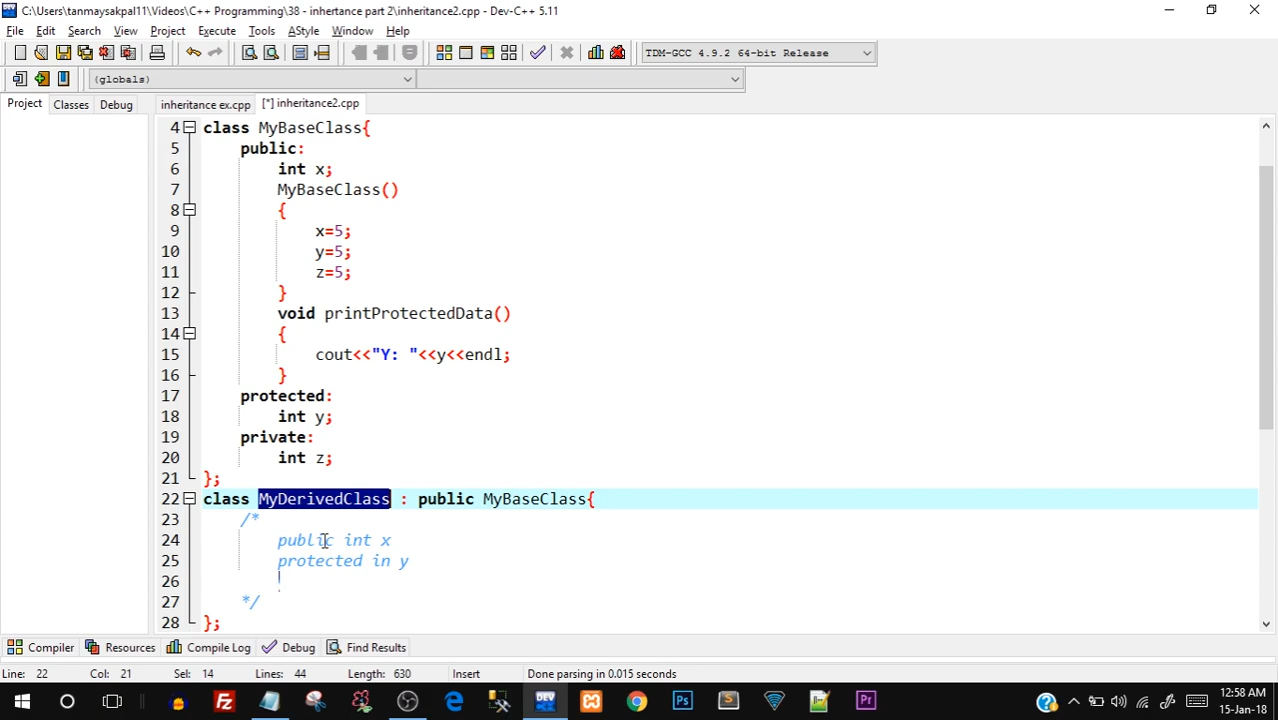 C:\Users\tanmaysakpal11\Videos\C++ Programming\38 - inhertance part 2\inheritance2.cpp - Dev-C++ 5.11
File Edit Search View Project Execute Tools AStyle Window Help
TDM-GCC 4.9.2 64-bit Release
(globals)
Project Classes Debug inheritance ex.cpp [*] inheritance2.cpp
4 class MyBaseClass{
5 public:
6 int x;
7 MyBaseClass()
8 {
9 x=5;
10 y=5;
11 z=5;
12 }
13 void printProtectedData()
14 {
15 cout<<"Y: "<<y<<endl;
16 }
17 protected:
18 int y;
19 private:
20 int z;
21 };
22 class MyDerivedClass : public MyBaseClass{
23 /*
24 public int x
25 protected in y
26
27 */
28 };
Compiler Resources Compile Log Debug Find Results
Line: 22 Col: 21 Sel: 14 Lines: 44 Length: 630 Insert Done parsing in 0.015 seconds
12:58 AM
15-Jan-18